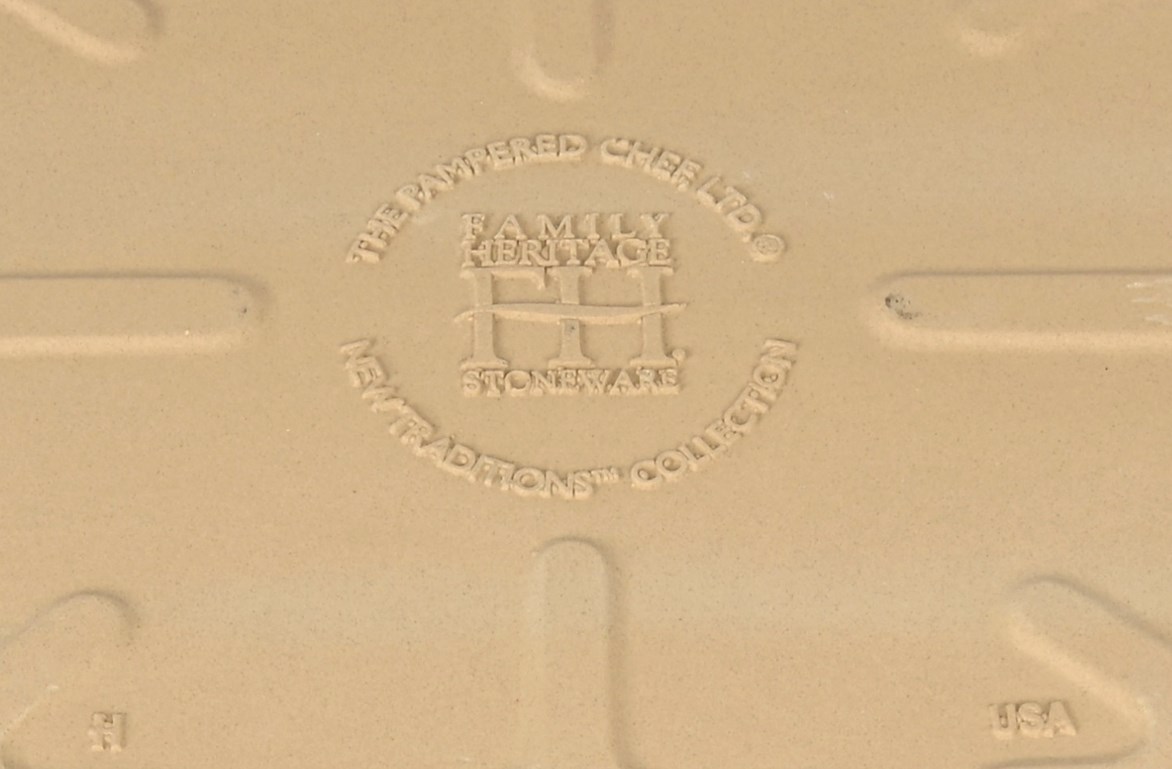 THE PAMPERED CHEF, LTD.®
FAMILY
HERITAGE
FH
STONEWARE
NEW TRADITIONS™ COLLECTION
H
USA